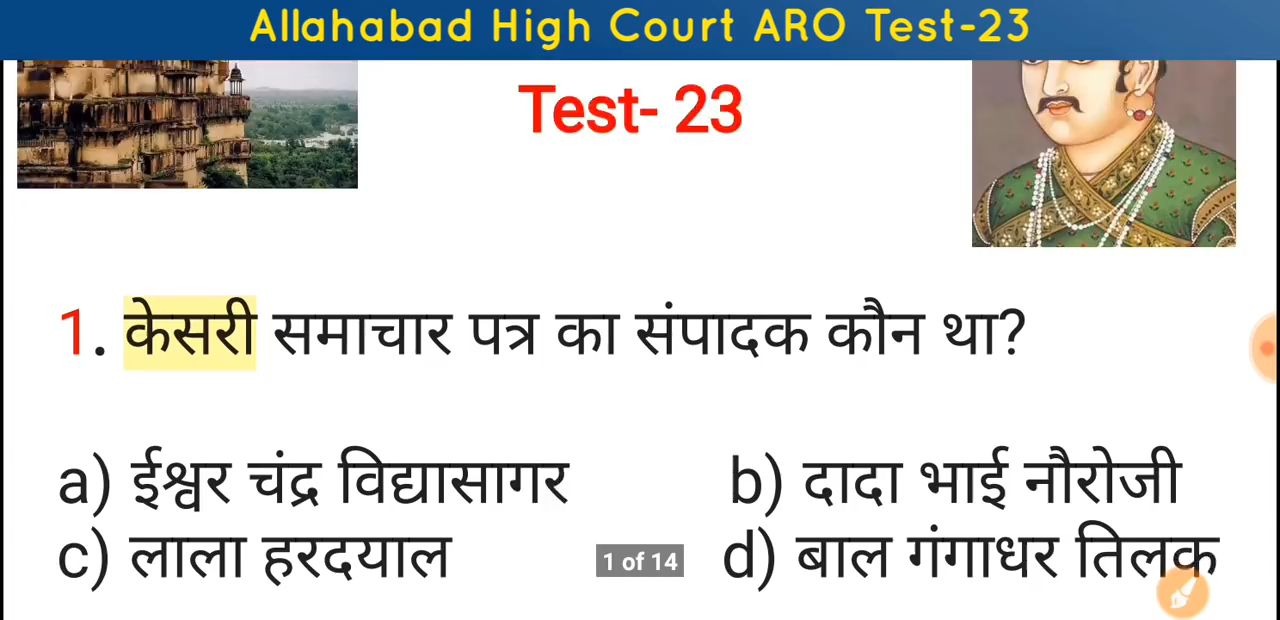 Allahabad High Court ARO Test-23
Test- 23
1. केसरी समाचार पत्र का संपादक कौन था?
a) ईश्वर चंद्र विद्यासागर b) दादा भाई नौरोजी
c) लाला हरदयाल d) बाल गंगाधर तिलक
1 of 14